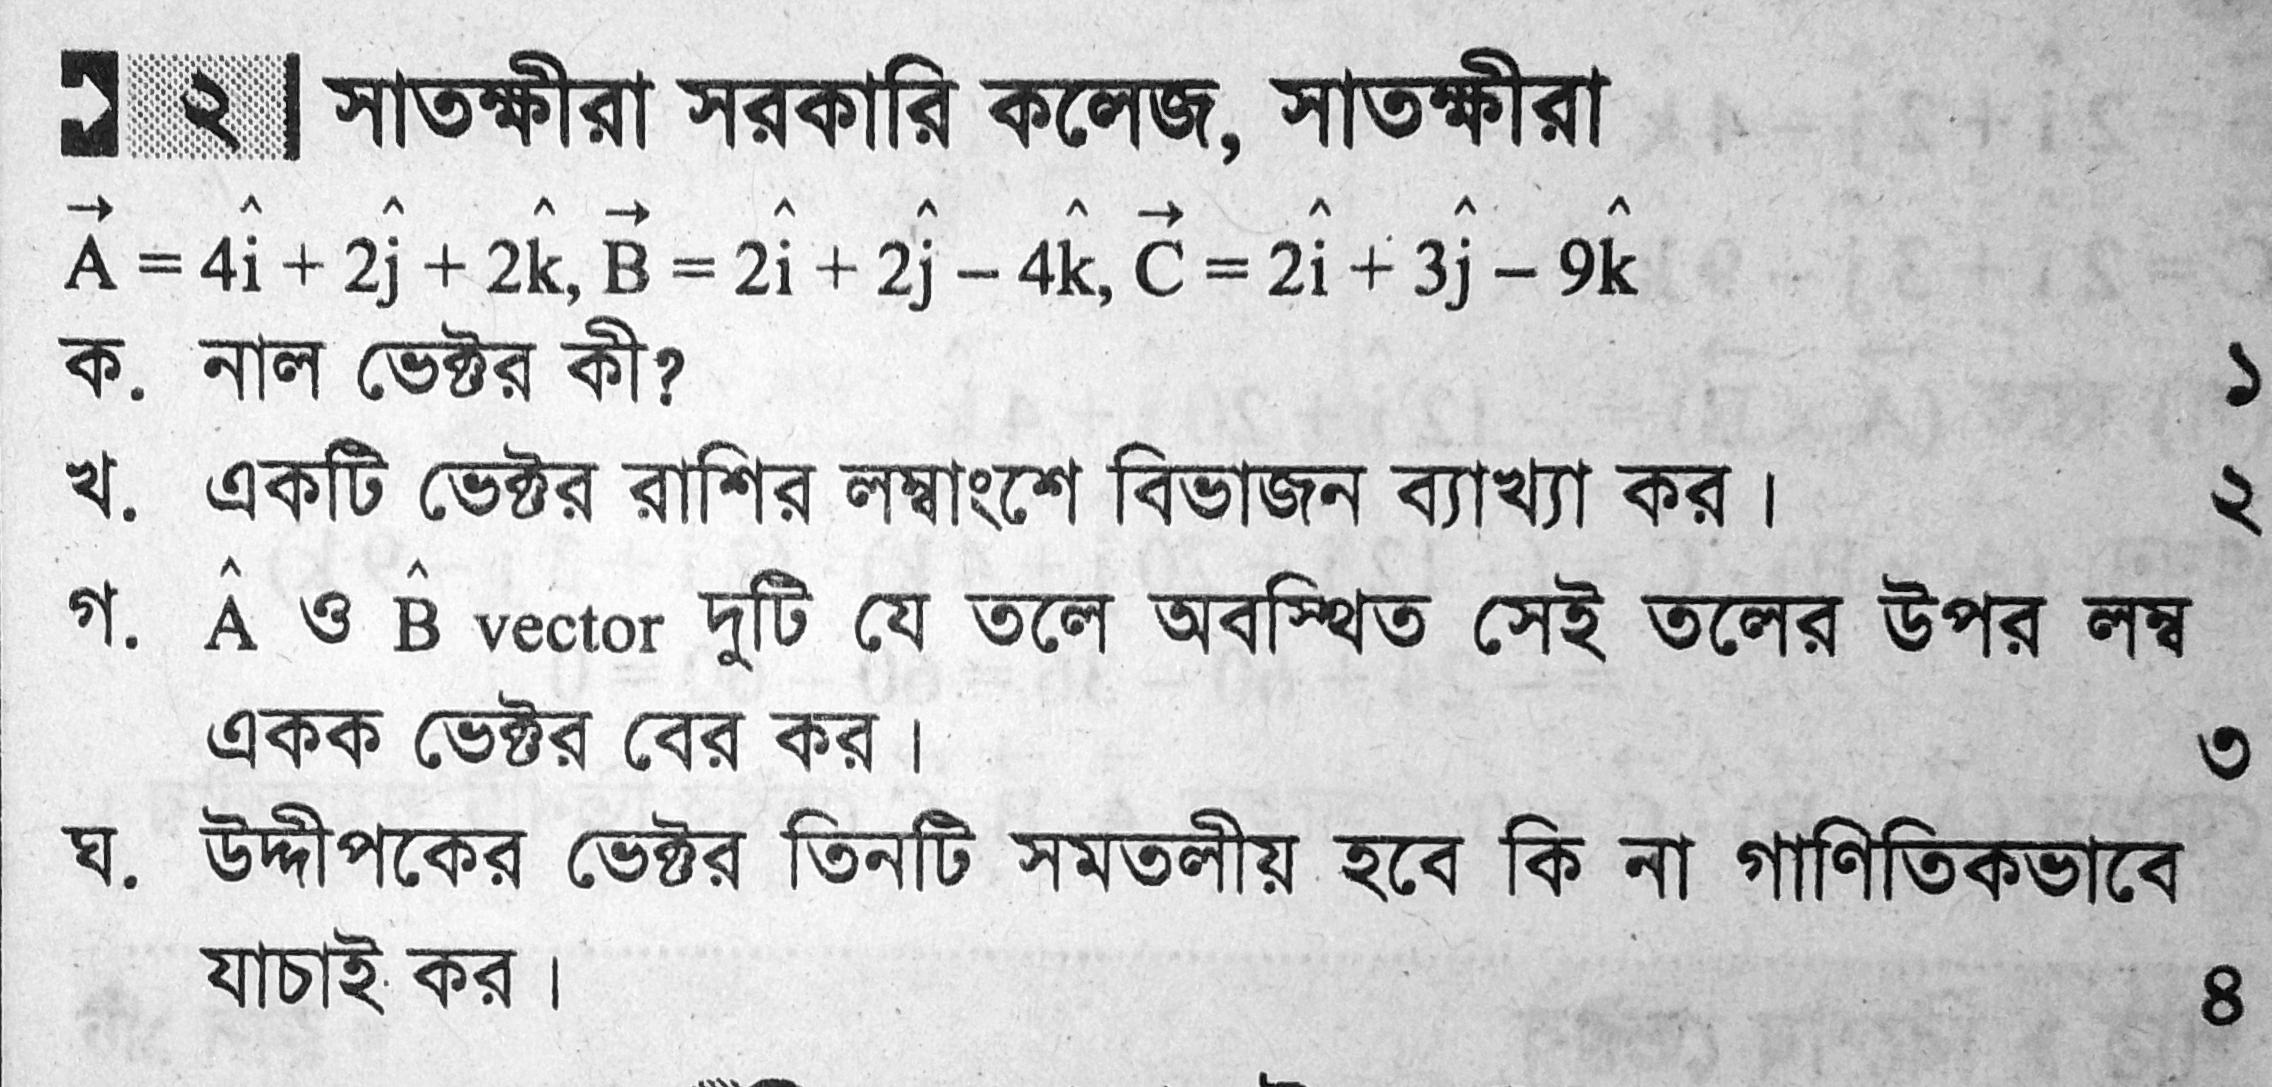 ২। সাতক্ষীরা সরকারি কলেজ, সাতক্ষীরা
$\vec{A} = 4\hat{i} + 2\hat{j} + 2\hat{k}, \vec{B} = 2\hat{i} + 2\hat{j} - 4\hat{k}, \vec{C} = 2\hat{i} + 3\hat{j} - 9\hat{k}$
ক. নাল ভেক্টর কী? ১
খ. একটি ভেক্টর রাশির লম্বাংশে বিভাজন ব্যাখ্যা কর। ২
গ. $\hat{A}$ ও $\hat{B}$ vector দুটি যে তলে অবস্থিত সেই তলের উপর লম্ব
একক ভেক্টর বের কর। ৩
ঘ. উদ্দীপকের ভেক্টর তিনটি সমতলীয় হবে কি না গাণিতিকভাবে
যাচাই কর। ৪